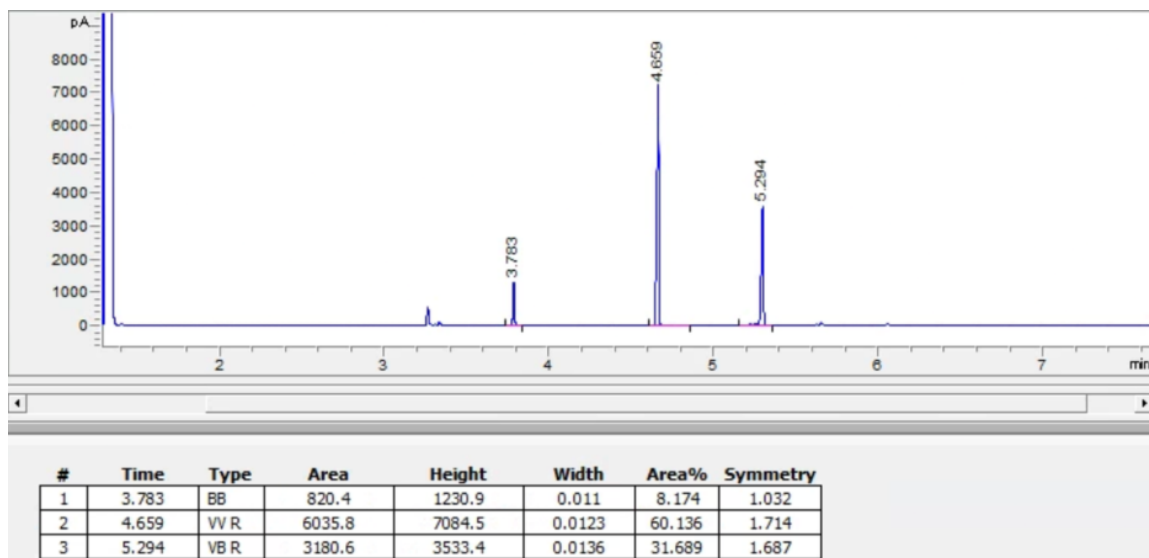 pA
8000
7000
6000
5000
4000
3000
2000
1000
0
4.659
5.294
3.783
2 3 4 5 6 7 min
# Time Type Area Height Width Area% Symmetry
1 3.783 BB 820.4 1230.9 0.011 8.174 1.032
2 4.659 VV R 6035.8 7084.5 0.0123 60.136 1.714
3 5.294 VB R 3180.6 3533.4 0.0136 31.689 1.687